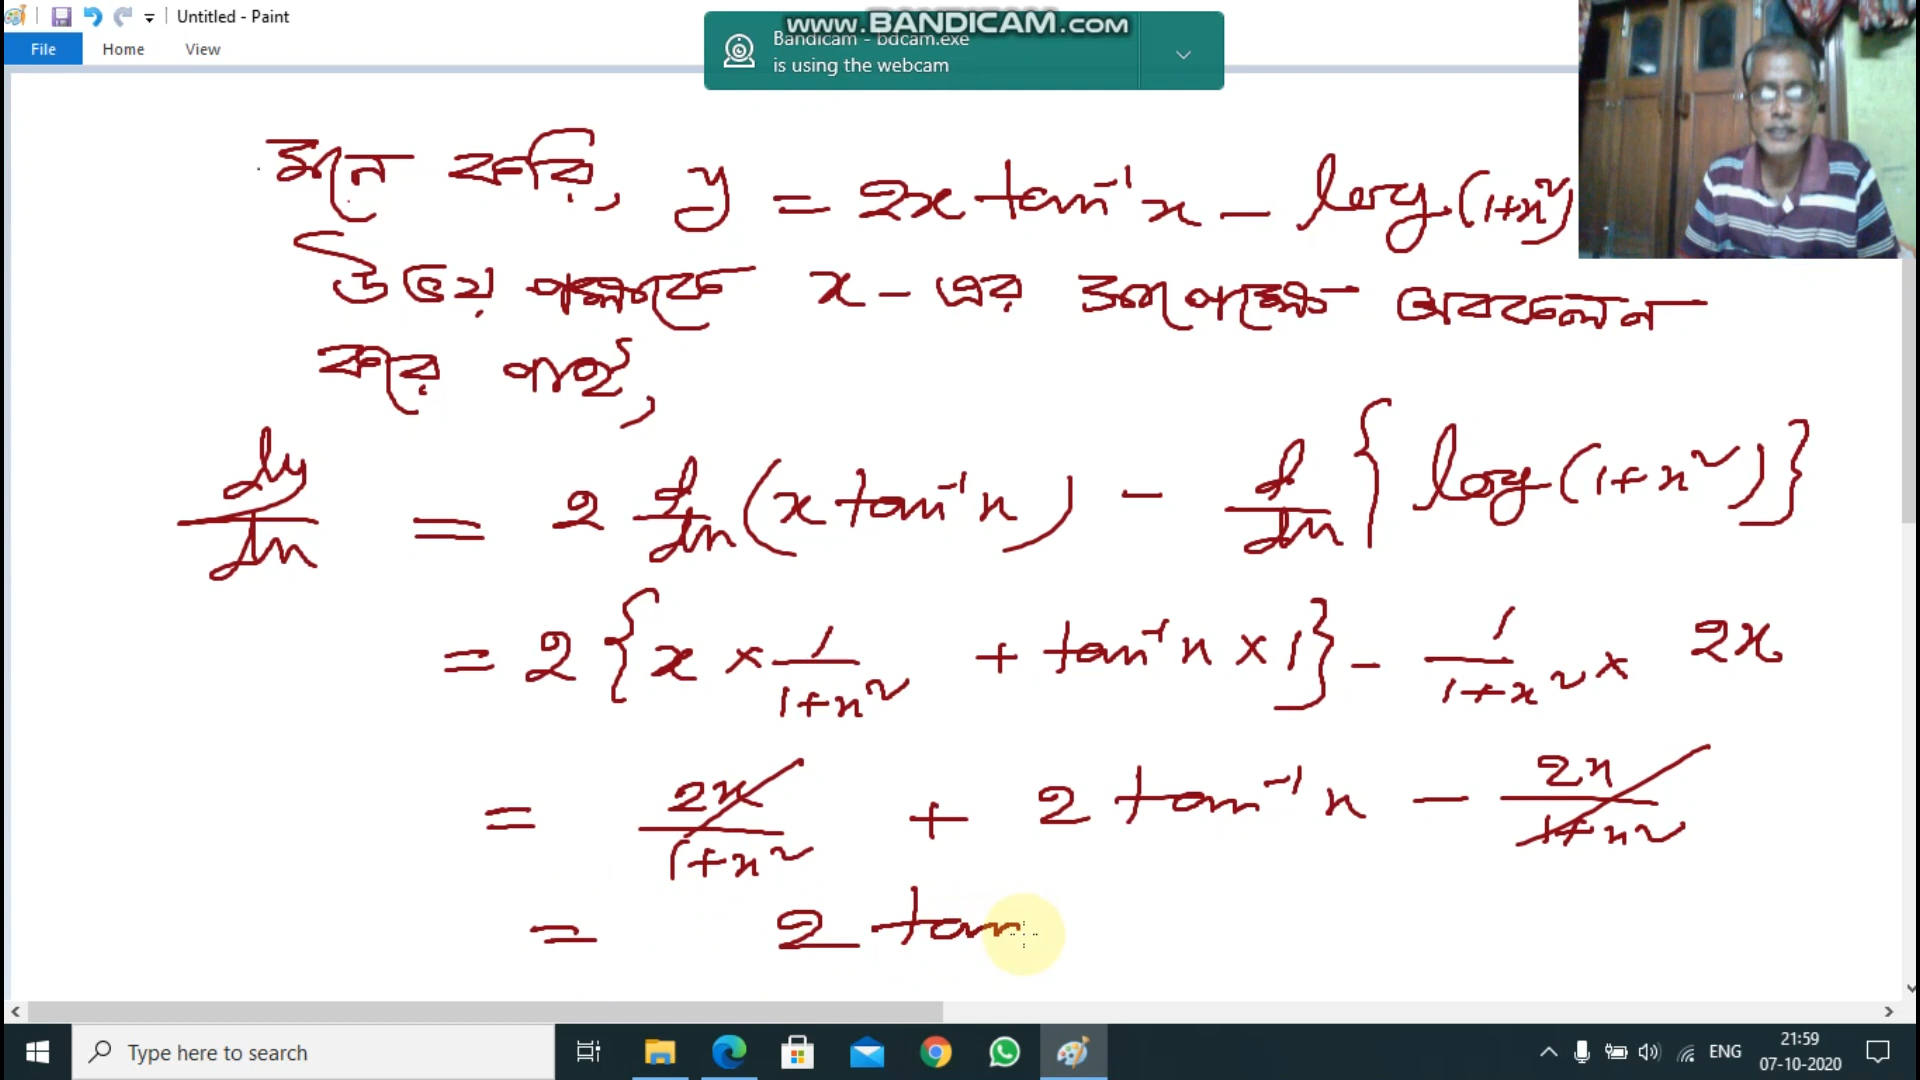 Untitled - Paint
File Home View
www.BANDICAM.com
Bandicam - bdcam.exe
is using the webcam
মনে করি, y = 2x tan⁻¹x - log(1+x²)
উভয় পক্ষকে x - এর সাপেক্ষে অবকলন
করে পাই,
dy/dx = 2 d/dx (x tan⁻¹x) - d/dx {log(1+x²)}
= 2 {x × 1/(1+x²) + tan⁻¹x × 1} - 1/(1+x²) × 2x
= 2x/(1+x²) + 2 tan⁻¹x - 2x/(1+x²)
= 2 tan
Type here to search
ENG
21:59
07-10-2020